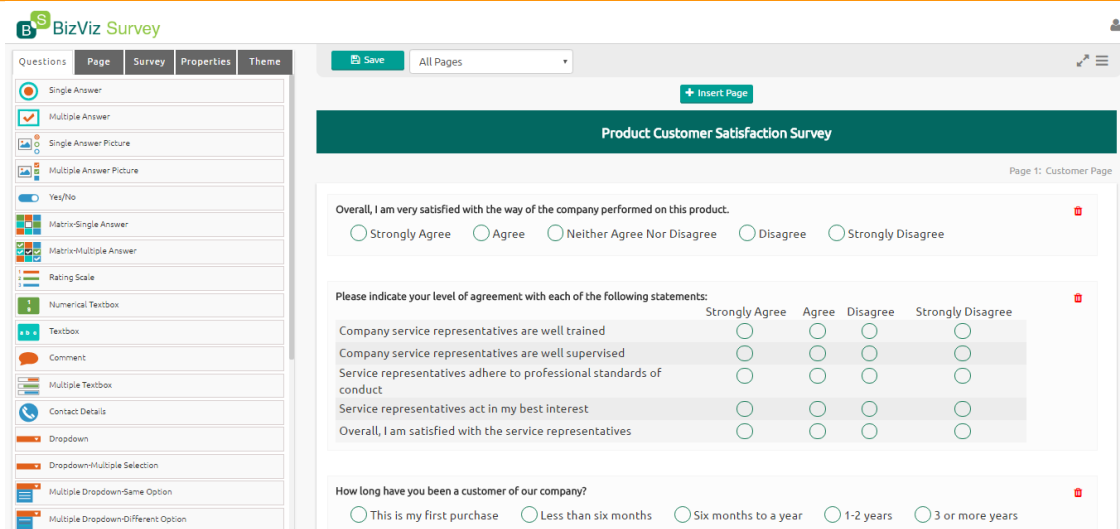 BS BizViz Survey
Questions Page Survey Properties Theme
Save All Pages
Single Answer
Multiple Answer
Single Answer Picture
Multiple Answer Picture
Yes/No
Matrix-Single Answer
Matrix-Multiple Answer
Rating Scale
Numerical Textbox
Textbox
Comment
Multiple Textbox
Contact Details
Dropdown
Dropdown-Multiple Selection
Multiple Dropdown-Same Option
Multiple Dropdown-Different Option
+ Insert Page
Product Customer Satisfaction Survey
Page 1: Customer Page
Overall, I am very satisfied with the way of the company performed on this product.
Strongly Agree Agree Neither Agree Nor Disagree Disagree Strongly Disagree
Please indicate your level of agreement with each of the following statements:
Strongly Agree Agree Disagree Strongly Disagree
Company service representatives are well trained
Company service representatives are well supervised
Service representatives adhere to professional standards of
conduct
Service representatives act in my best interest
Overall, I am satisfied with the service representatives
How long have you been a customer of our company?
This is my first purchase Less than six months Six months to a year 1-2 years 3 or more years